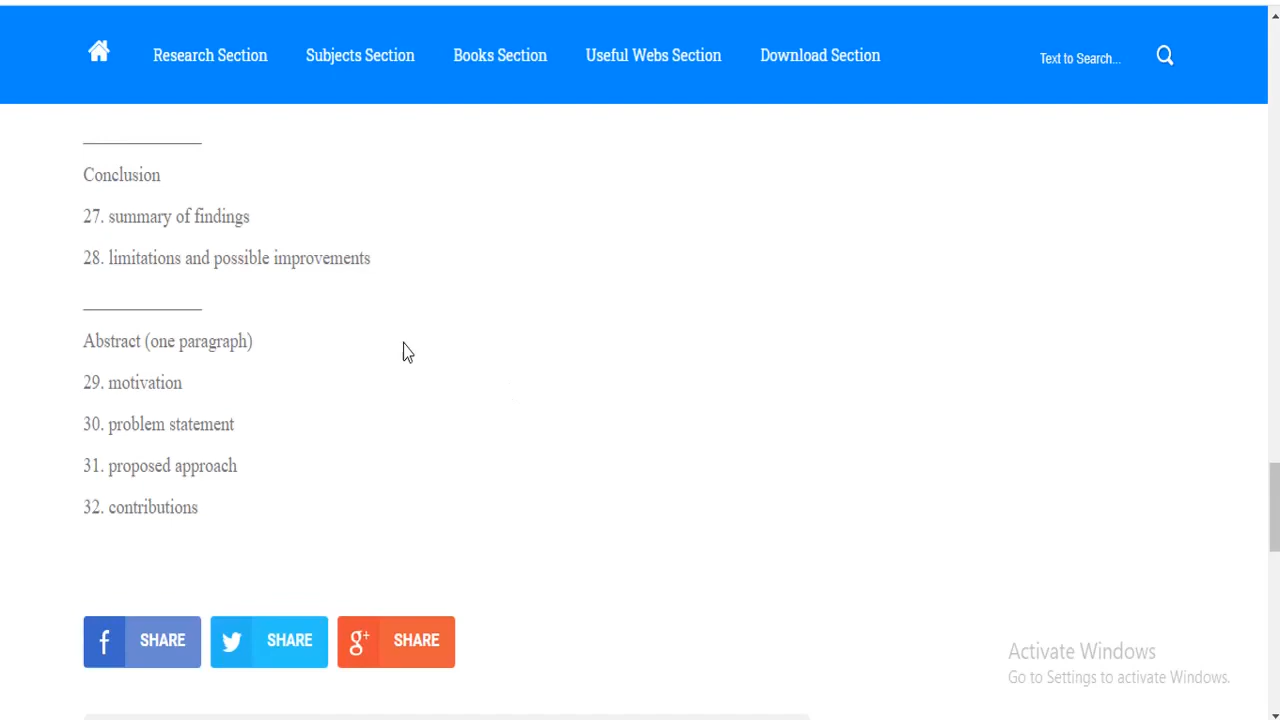 Research Section Subjects Section Books Section Useful Webs Section Download Section Text to Search...
Conclusion
27. summary of findings
28. limitations and possible improvements
Abstract (one paragraph)
29. motivation
30. problem statement
31. proposed approach
32. contributions
f SHARE SHARE g+ SHARE
Activate Windows
Go to Settings to activate Windows.